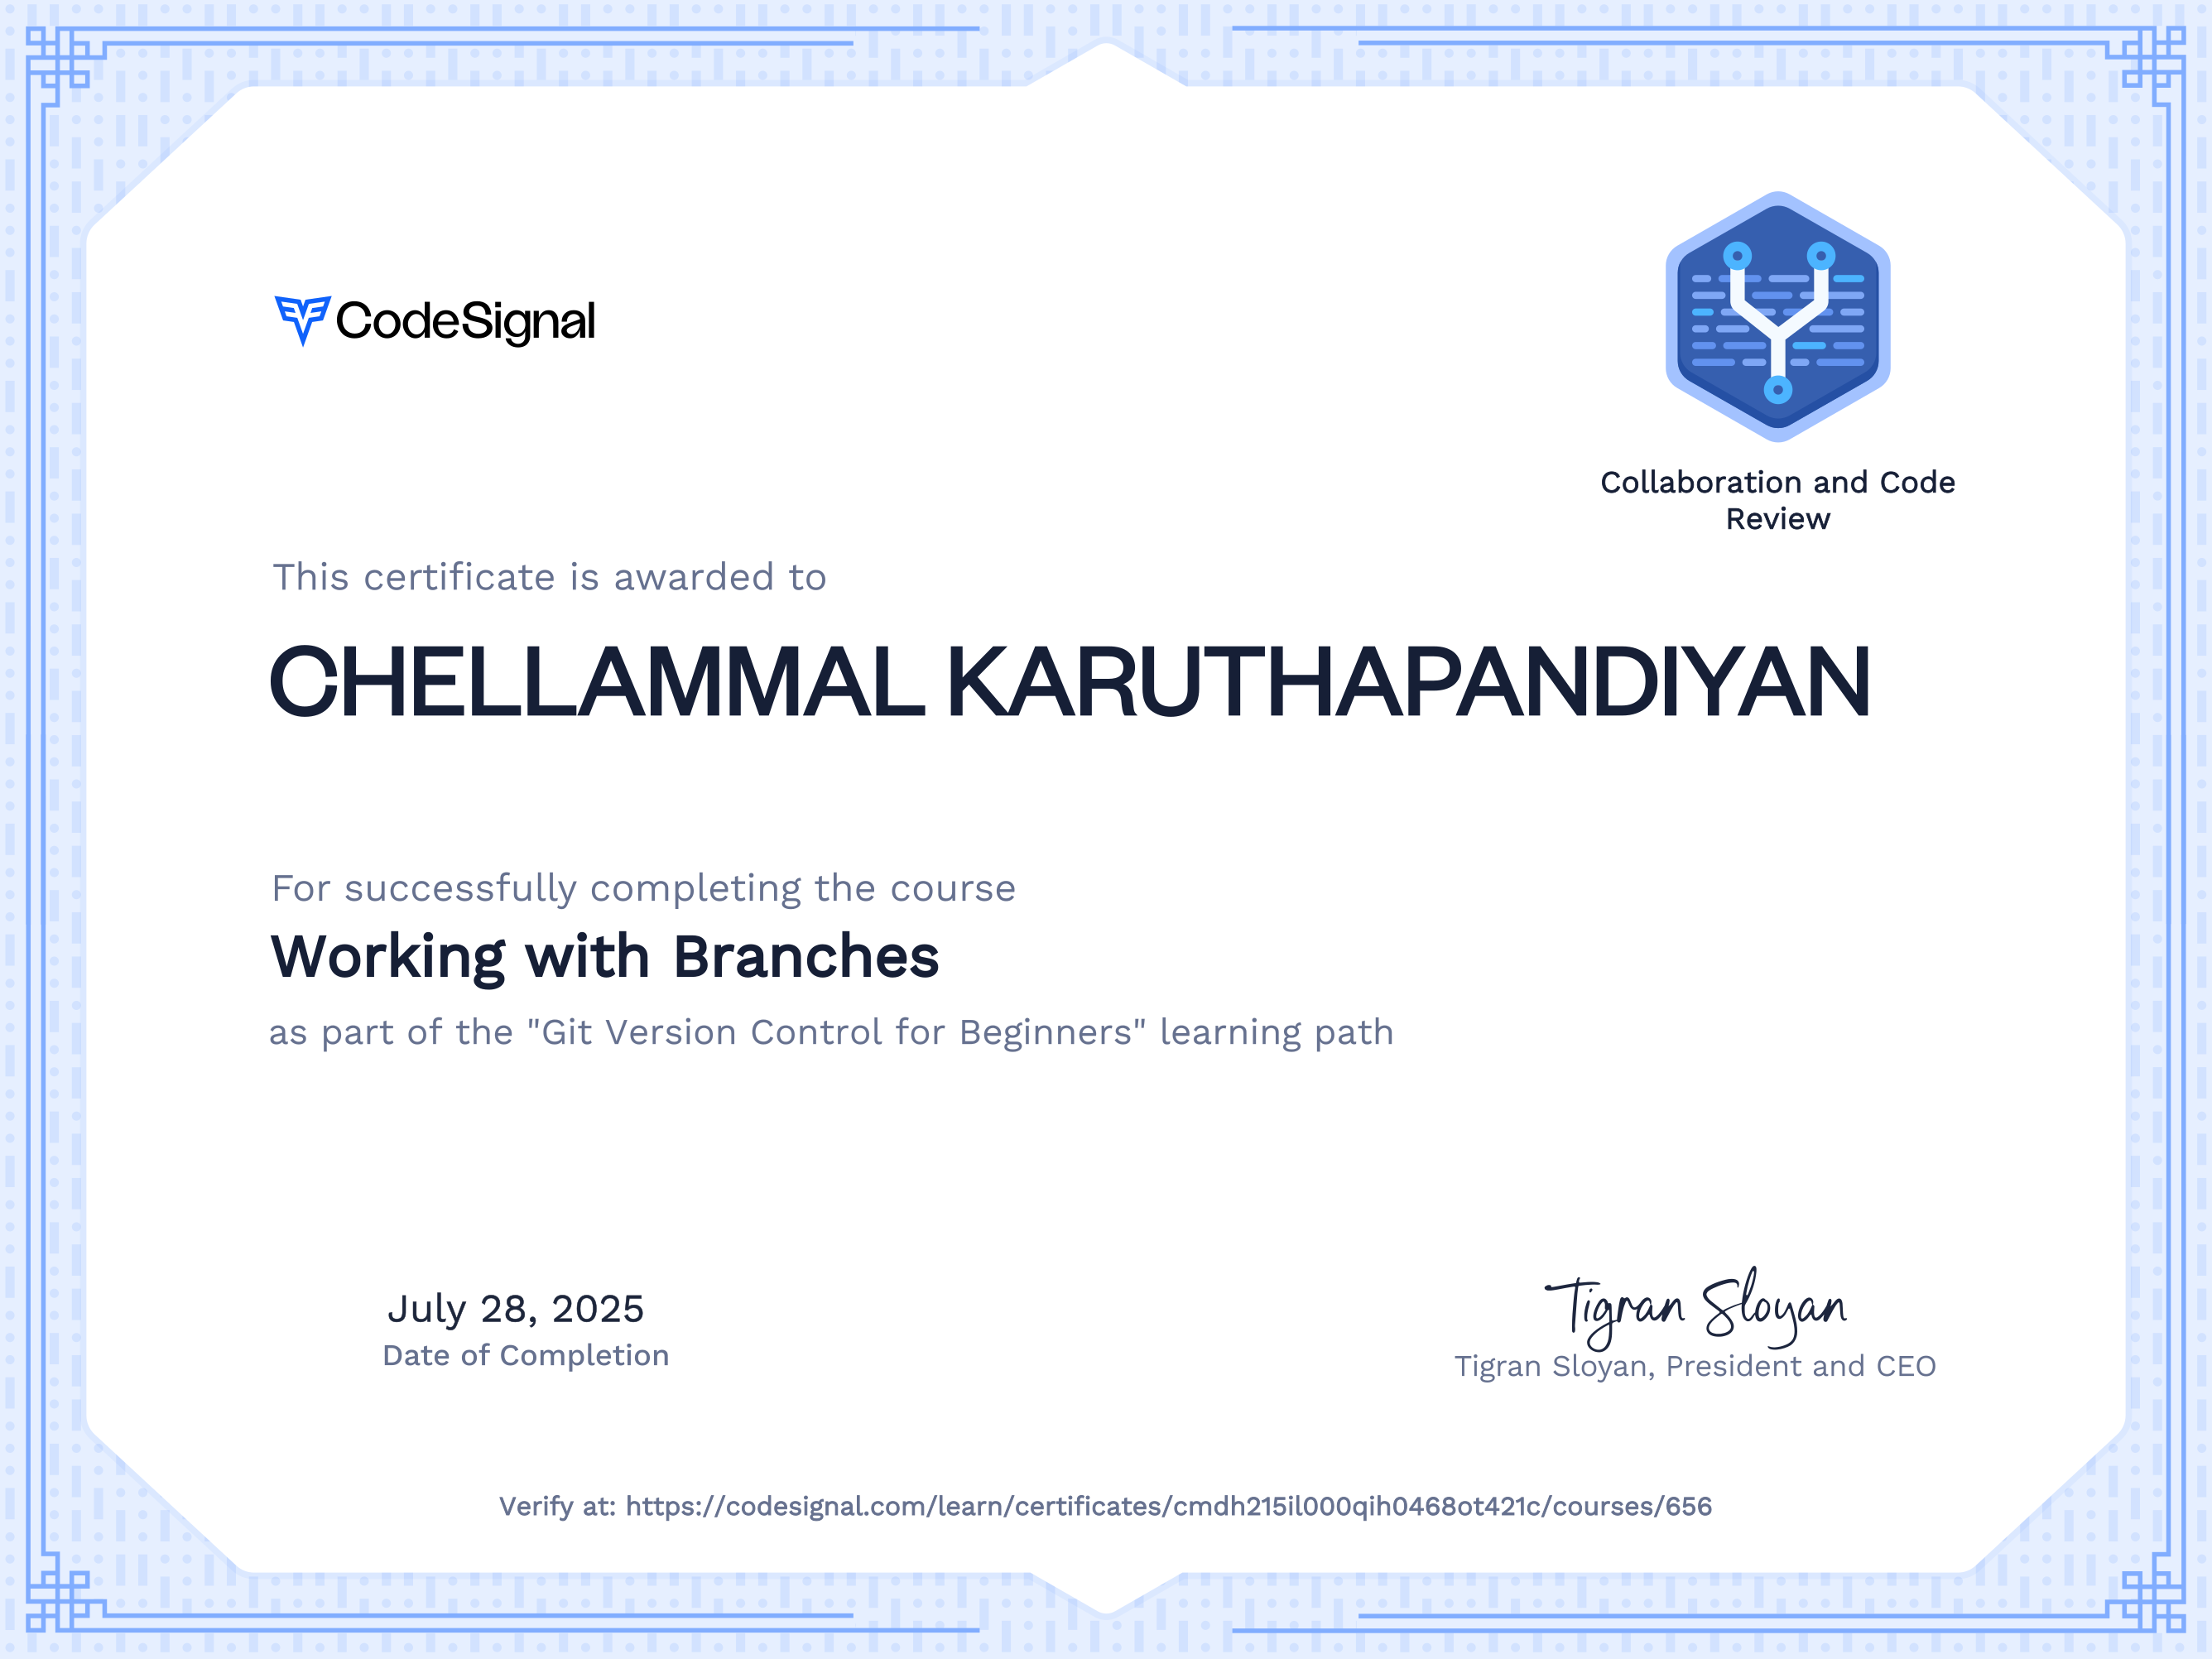 CodeSignal
Collaboration and Code
Review
This certificate is awarded to
CHELLAMMAL KARUTHAPANDIYAN
For successfully completing the course
Working with Branches
as part of the "Git Version Control for Beginners" learning path
July 28, 2025
Date of Completion
Tigran Sloyan
Tigran Sloyan, President and CEO
Verify at: https://codesignal.com/learn/certificates/cmdh215il000qih0468ot421c/courses/656